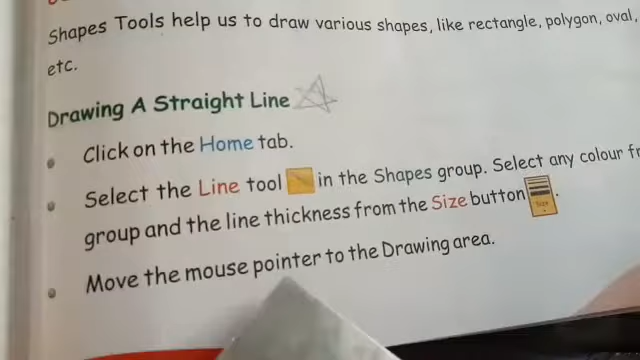 Shapes Tools help us to draw various shapes, like rectangle, polygon, oval,
etc.
Drawing A Straight Line
Click on the Home tab.
Select the Line tool in the Shapes group. Select any colour
group and the line thickness from the Size button Size.
Move the mouse pointer to the Drawing area.